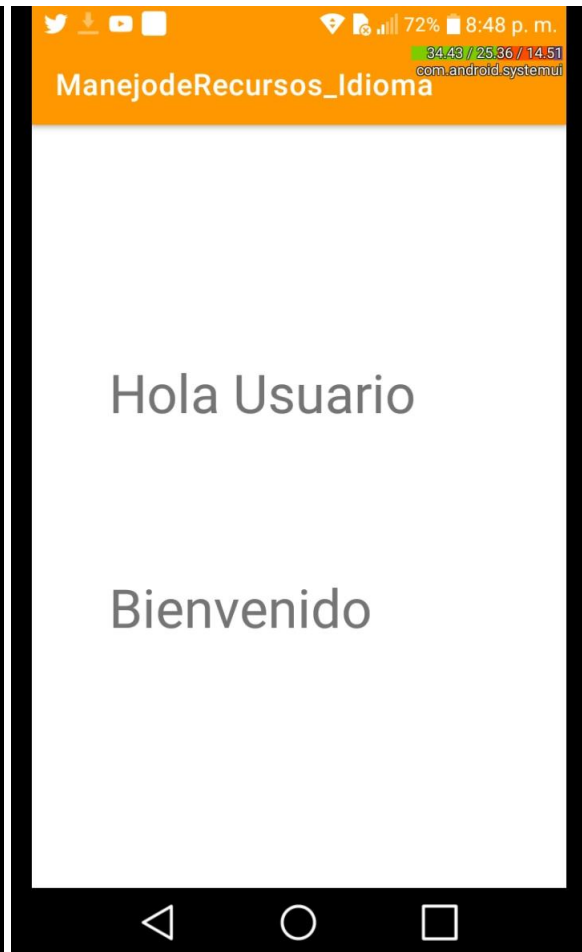 72% 8:48 p. m.
34.43 / 25.36 / 14.51
com.android.systemui
ManejodeRecursos_Idioma
Hola Usuario
Bienvenido